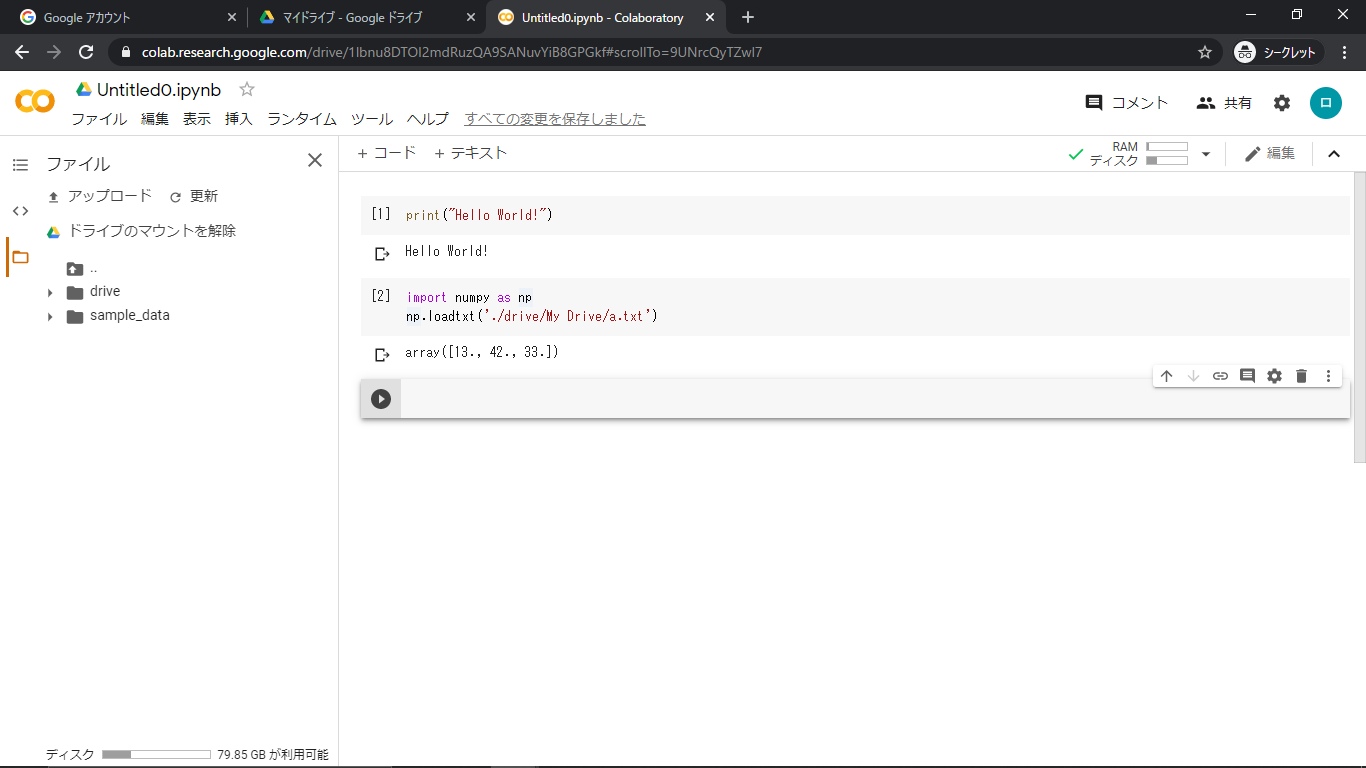 Google アカウント
マイドライブ - Google ドライブ
Untitled0.ipynb - Colaboratory
colab.research.google.com/drive/1Ibnu8DTOI2mdRuzQA9SANuvYiB8GPGkf#scrollTo=9UNrcQyTZwI7
シークレット
Untitled0.ipynb
コメント
共有
ロ
ファイル 編集 表示 挿入 ランタイム ツール ヘルプ すべての変更を保存しました
ファイル
+ コード + テキスト
RAM
ディスク
編集
アップロード 更新
ドライブのマウントを解除
..
drive
sample_data
[1] print("Hello World!")
Hello World!
[2] import numpy as np
np.loadtxt('./drive/My Drive/a.txt')
array([13., 42., 33.])
ディスク 79.85 GB が利用可能